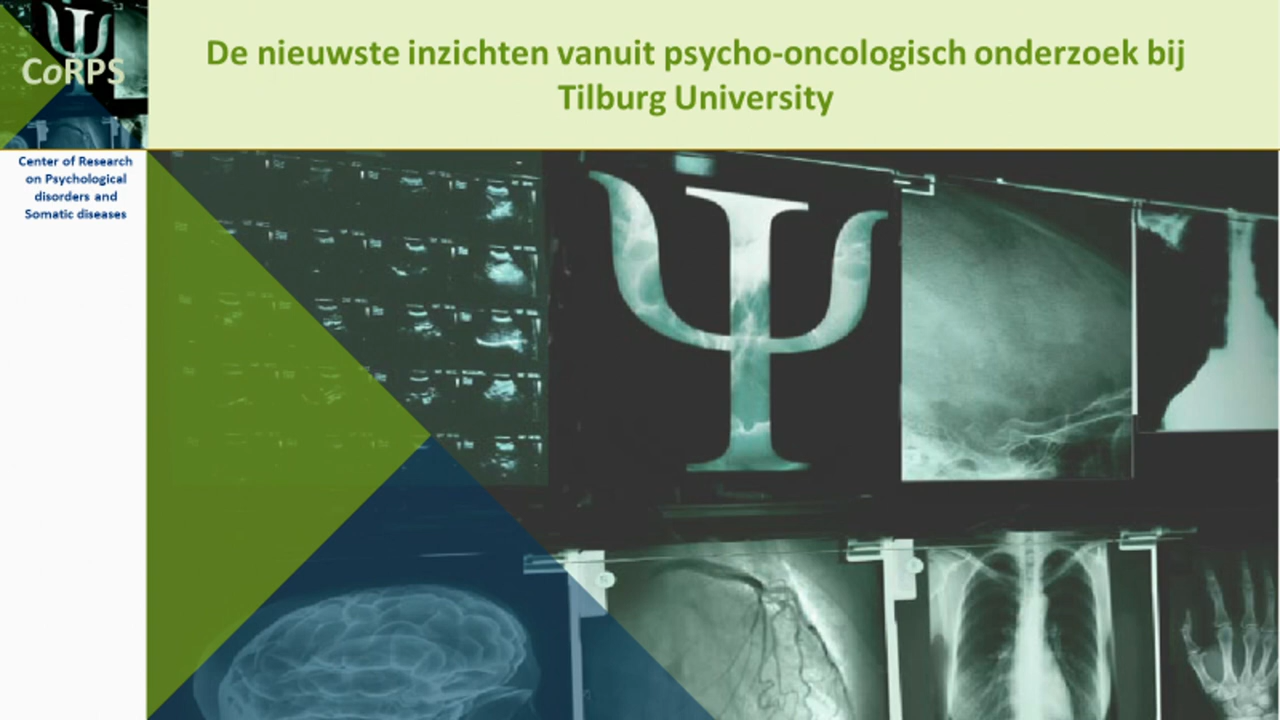 De nieuwste inzichten vanuit psycho-oncologisch onderzoek bij
Tilburg University
CoRPS
Center of Research
on Psychological
disorders and
Somatic diseases
Ψ